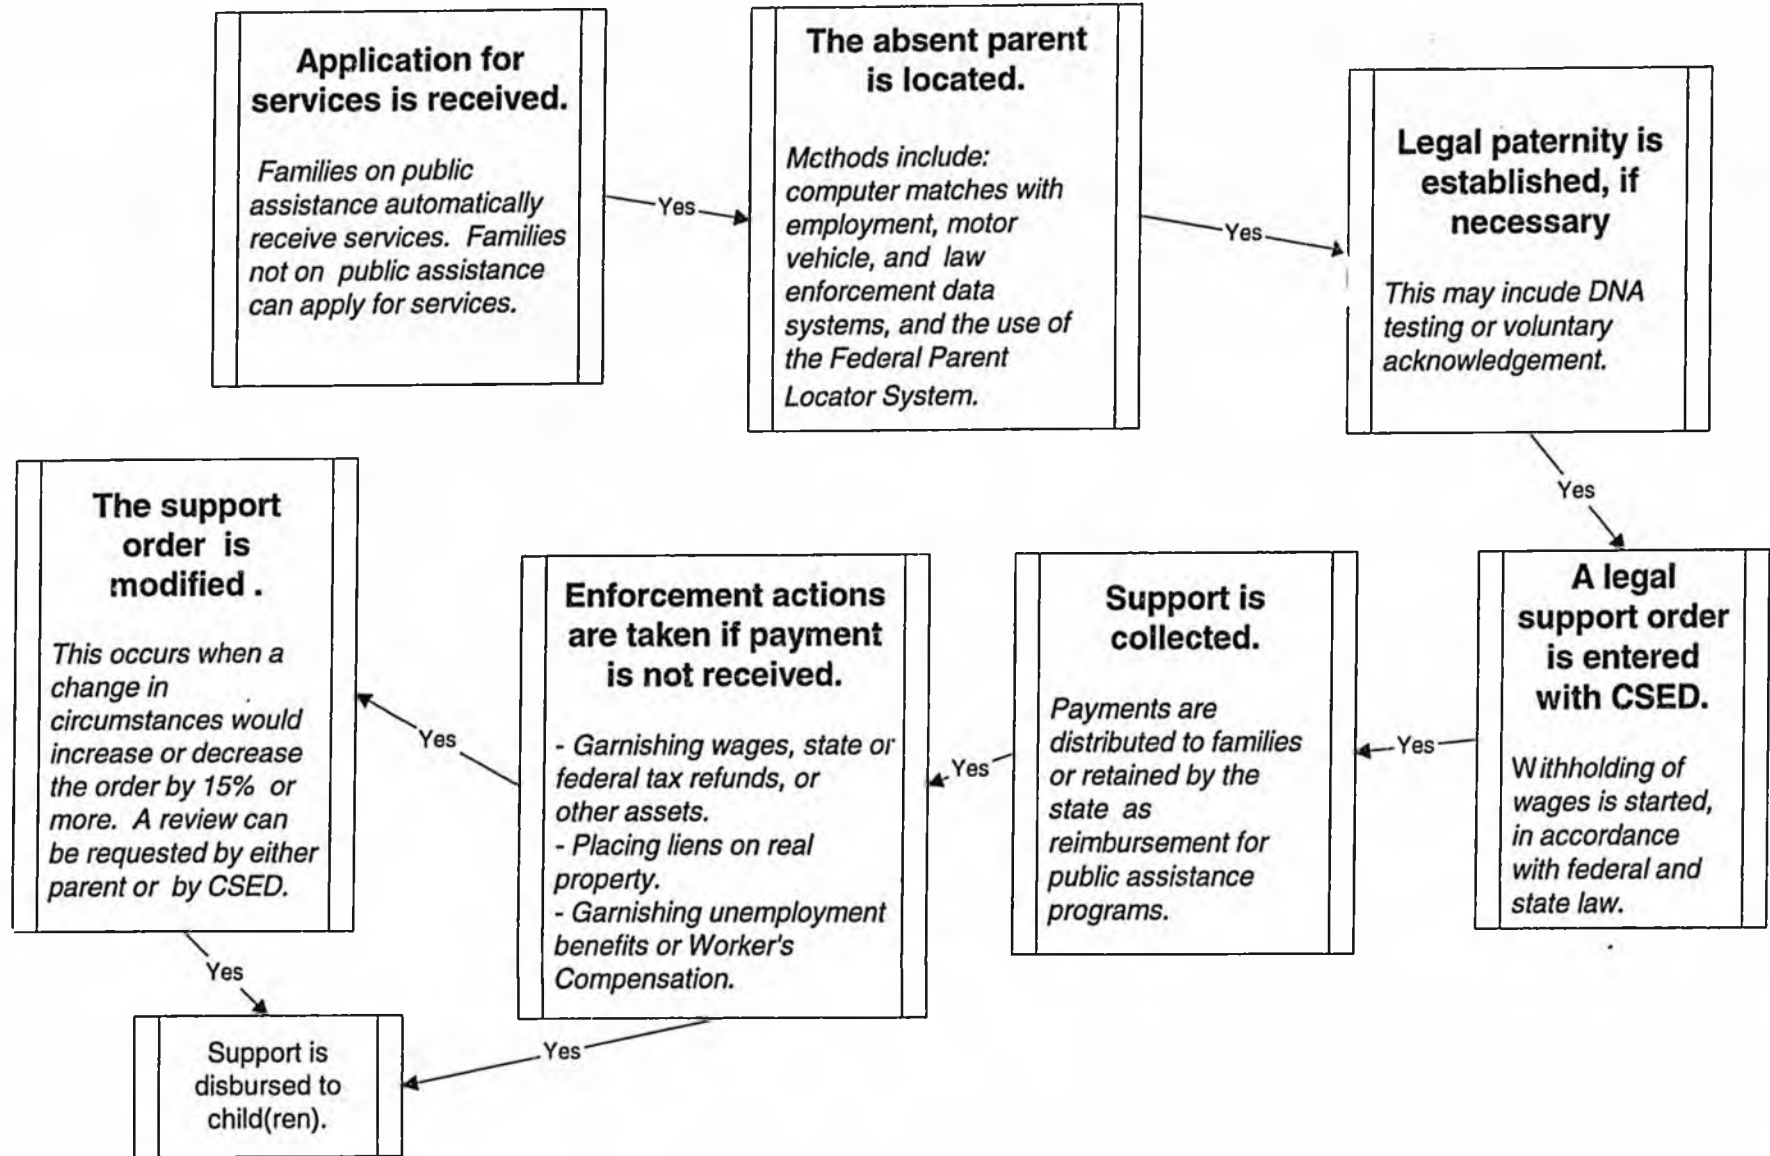 Application for
services is received.
Families on public
assistance automatically
receive services. Families
not on public assistance
can apply for services.
Yes
The absent parent
is located.
Methods include:
computer matches with
employment, motor
vehicle, and law
enforcement data
systems, and the use of
the Federal Parent
Locator System.
Yes
Legal paternity is
established, if
necessary
This may incude DNA
testing or voluntary
acknowledgement.
Yes
A legal
support order
is entered
with CSED.
Withholding of
wages is started,
in accordance
with federal and
state law.
Yes
Support is
collected.
Payments are
distributed to families
or retained by the
state as
reimbursement for
public assistance
programs.
Yes
Enforcement actions
are taken if payment
is not received.
- Garnishing wages, state or
federal tax refunds, or
other assets.
- Placing liens on real
property.
- Garnishing unemployment
benefits or Worker's
Compensation.
Yes
The support
order is
modified .
This occurs when a
change in
circumstances would
increase or decrease
the order by 15% or
more. A review can
be requested by either
parent or by CSED.
Yes
Yes
Support is
disbursed to
child(ren).